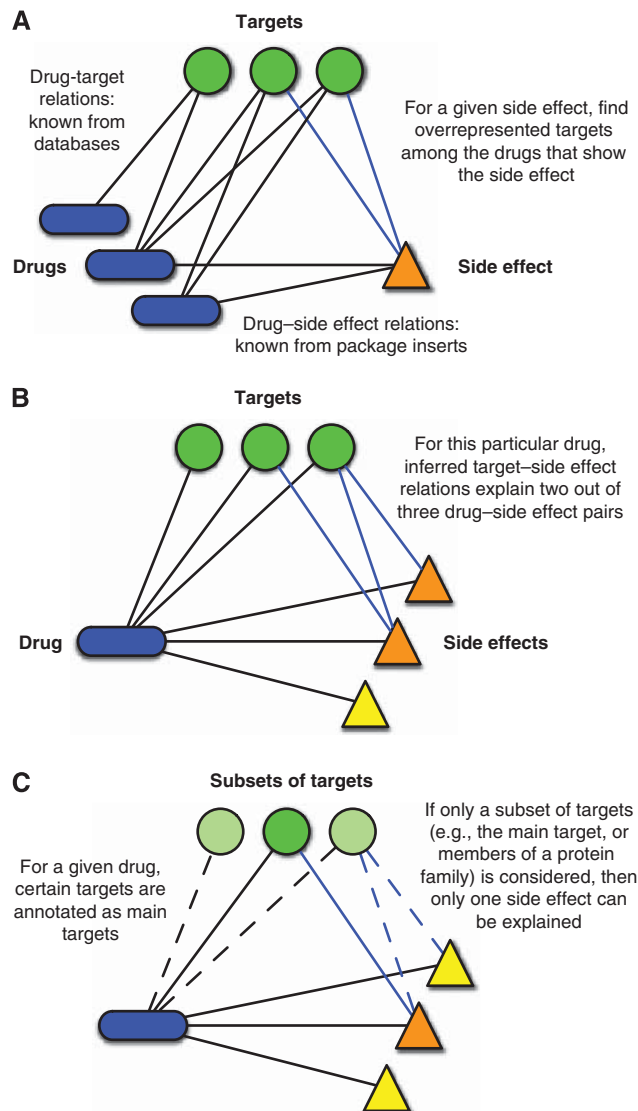 A
Targets
Drug-target
relations:
known from
databases
For a given side effect, find
overrepresented targets
among the drugs that show
the side effect
Drugs
Side effect
Drug–side effect relations:
known from package inserts
B
Targets
For this particular drug,
inferred target–side effect
relations explain two out of
three drug–side effect pairs
Drug
Side effects
C
Subsets of targets
For a given drug,
certain targets are
annotated as main
targets
If only a subset of targets
(e.g., the main target, or
members of a protein
family) is considered, then
only one side effect can
be explained